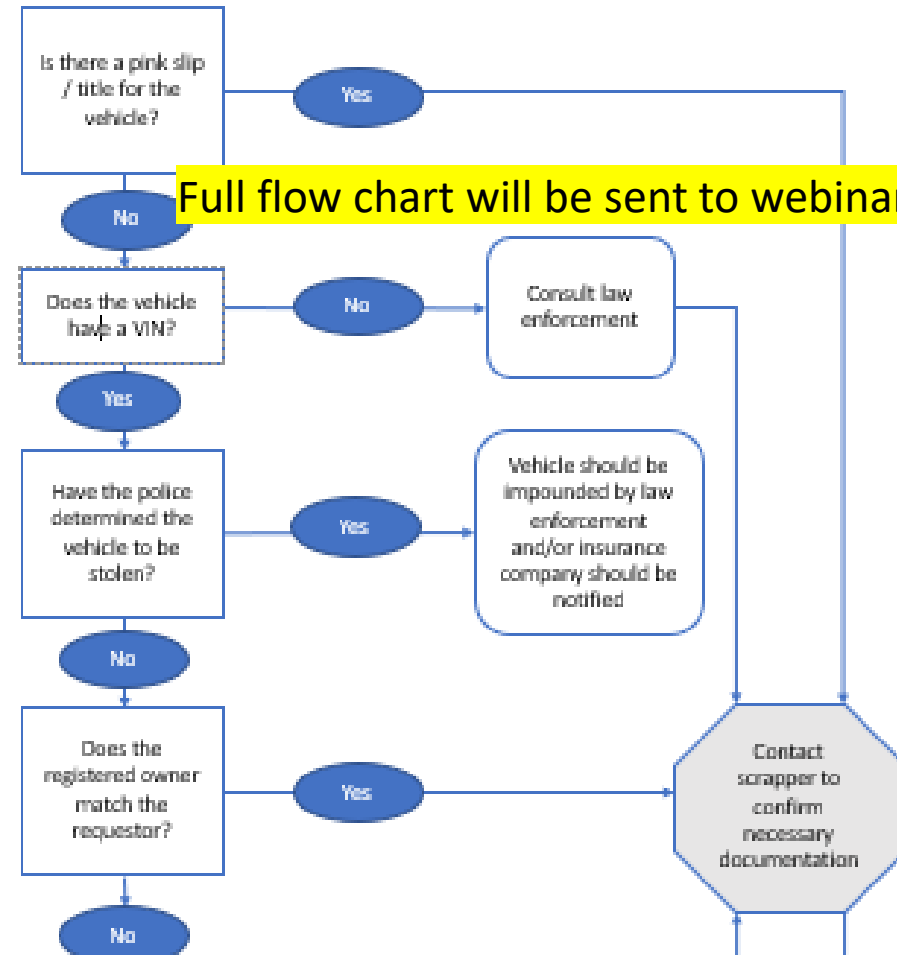 Is there a pink slip
/ title for the
vehicle?
Yes
Full flow chart will be sent to webinar
No
Does the vehicle
have a VIN?
No
Consult law
enforcement
Yes
Have the police
determined the
vehicle to be
stolen?
Yes
Vehicle should be
impounded by law
enforcement
and/or insurance
company should be
notified
No
Does the
registered owner
match the
requestor?
Yes
Contact
scrapper to
confirm
necessary
documentation
No